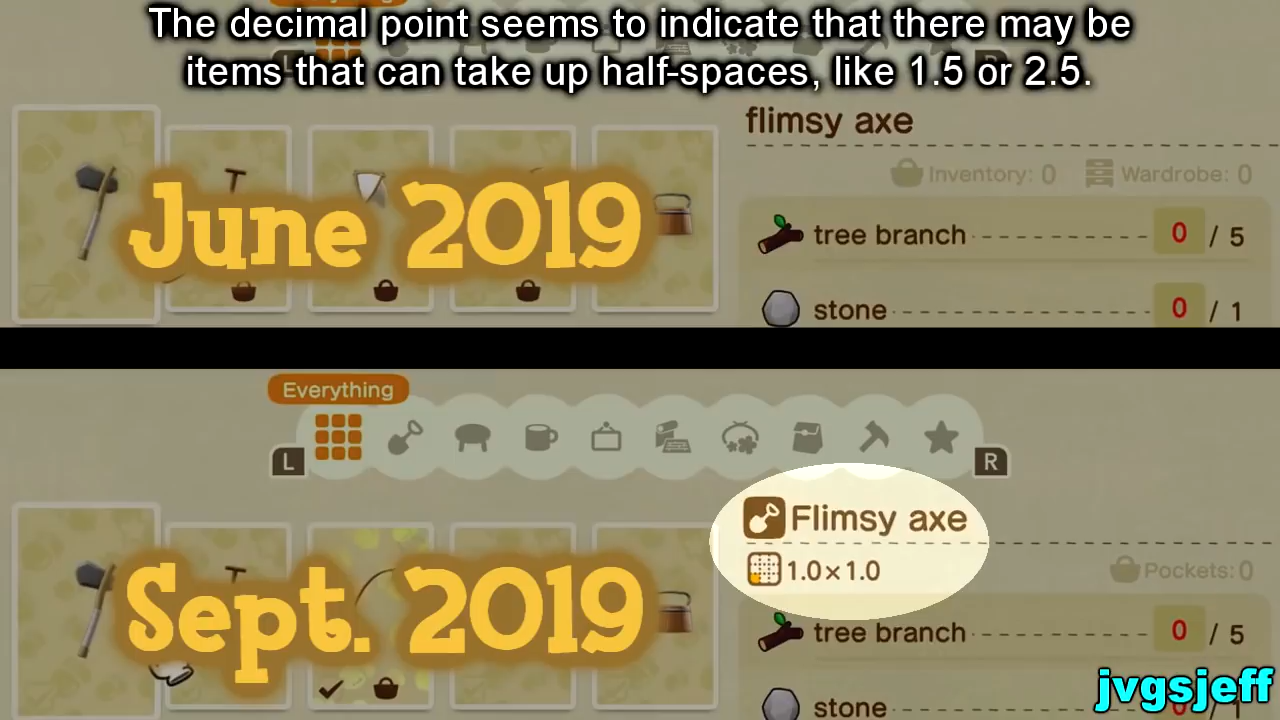 The decimal point seems to indicate that there may be
items that can take up half-spaces, like 1.5 or 2.5.
flimsy axe
Inventory: 0 Wardrobe: 0
June 2019
tree branch 0 / 5
stone 0 / 1
Everything
L R
Flimsy axe
1.0×1.0
Pockets: 0
Sept. 2019
tree branch 0 / 5
stone 0 / 1
jvgsjeff